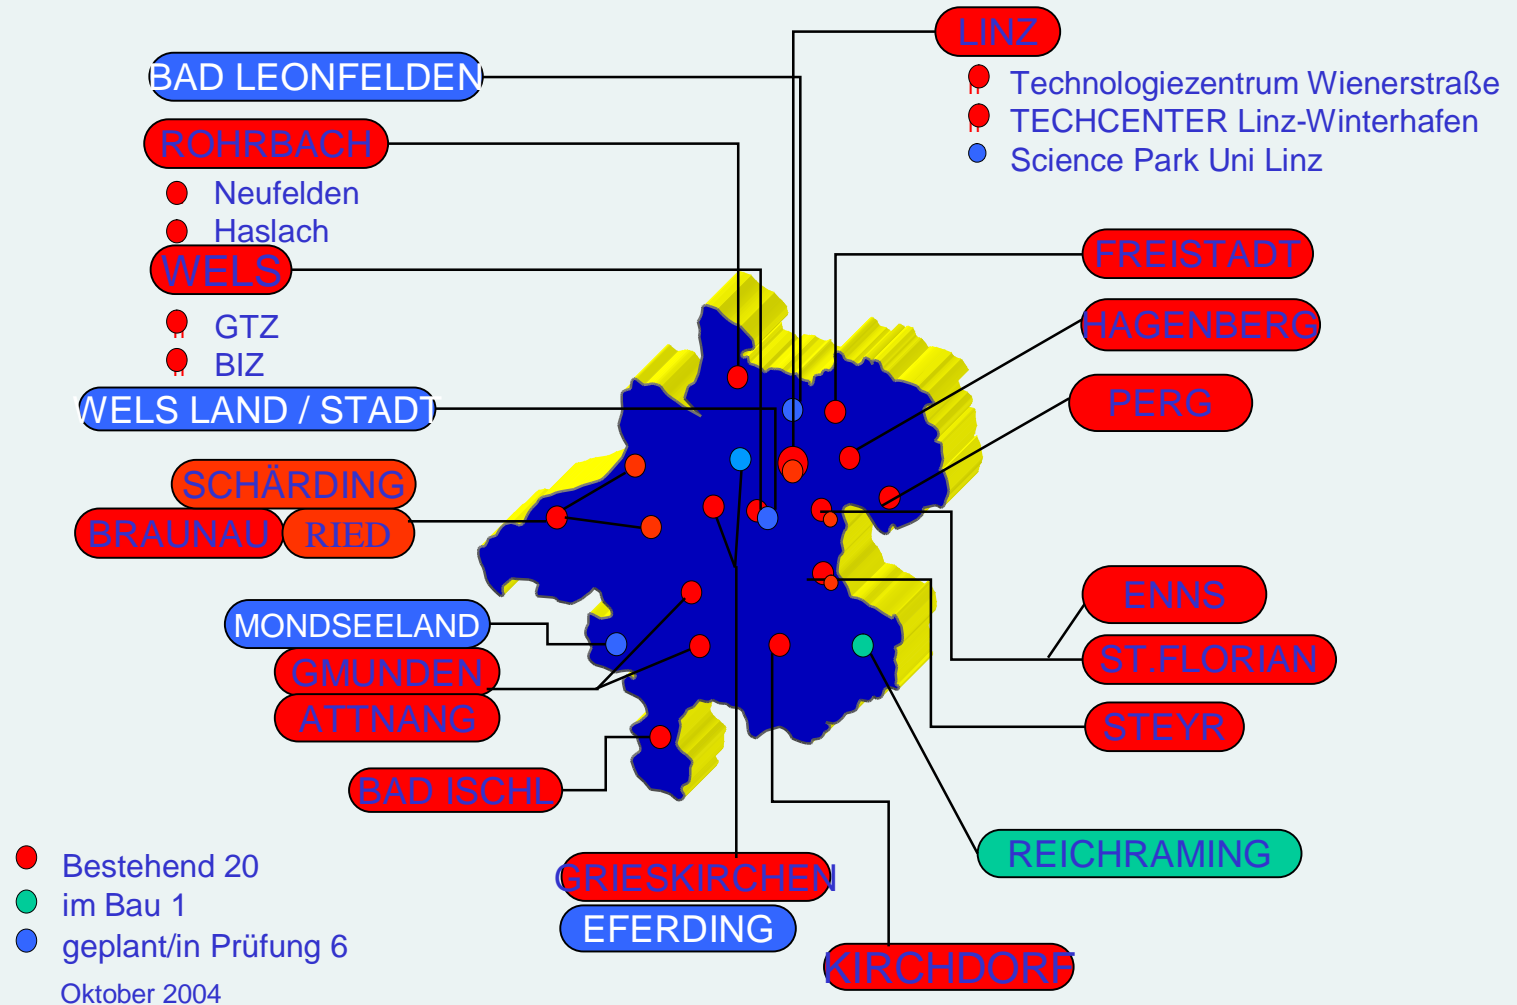 LINZ
Technologiezentrum Wienerstraße
TECHCENTER Linz-Winterhafen
Science Park Uni Linz
BAD LEONFELDEN
ROHRBACH
Neufelden
Haslach
WELS
GTZ
BIZ
WELS LAND / STADT
SCHÄRDING
BRAUNAU
RIED
MONDSEELAND
GMUNDEN
ATTNANG
BAD ISCHL
FREISTADT
HAGENBERG
PERG
ENNS
ST.FLORIAN
STEYR
REICHRAMING
GRIESKIRCHEN
EFERDING
KIRCHDORF
Bestehend 20
im Bau 1
geplant/in Prüfung 6
Oktober 2004